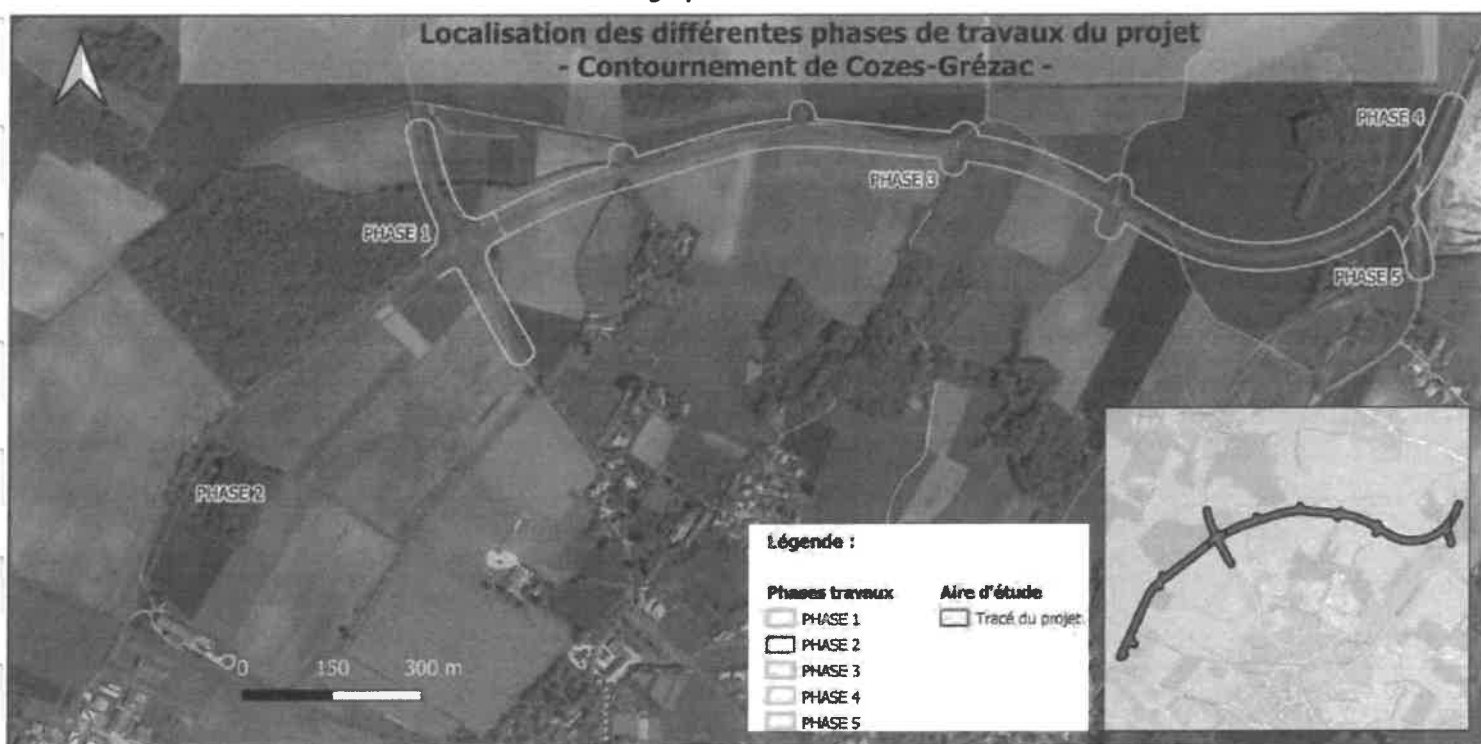 Localisation des différentes phases de travaux du projet
- Contournement de Cozes-Grézac -
PHASE 4
PHASE 3
PHASE 1
PHASE 5
PHASE 2
0 150 300 m
Légende :
Phases travaux
PHASE 1
PHASE 2
PHASE 3
PHASE 4
PHASE 5
Aire d'étude
Tracé du projet